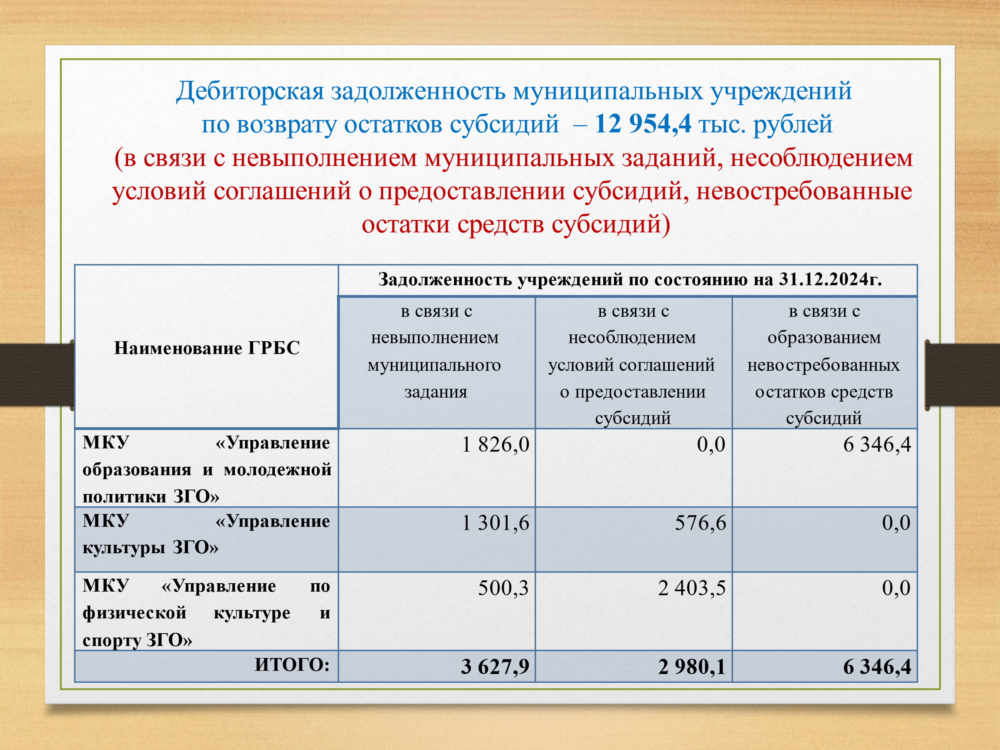 Дебиторская задолженность муниципальных учреждений
по возврату остатков субсидий – 12 954,4 тыс. рублей
(в связи с невыполнением муниципальных заданий, несоблюдением
условий соглашений о предоставлении субсидий, невостребованные
остатки средств субсидий)
Наименование ГРБС
Задолженность учреждений по состоянию на 31.12.2024г.
в связи с
невыполнением
муниципального
задания
в связи с
несоблюдением
условий соглашений
о предоставлении
субсидий
в связи с
образованием
невостребованных
остатков средств
субсидий
МКУ «Управление
образования и молодежной
политики ЗГО»
1 826,0
0,0
6 346,4
МКУ «Управление
культуры ЗГО»
1 301,6
576,6
0,0
МКУ «Управление по
физической культуре и
спорту ЗГО»
500,3
2 403,5
0,0
ИТОГО:
3 627,9
2 980,1
6 346,4